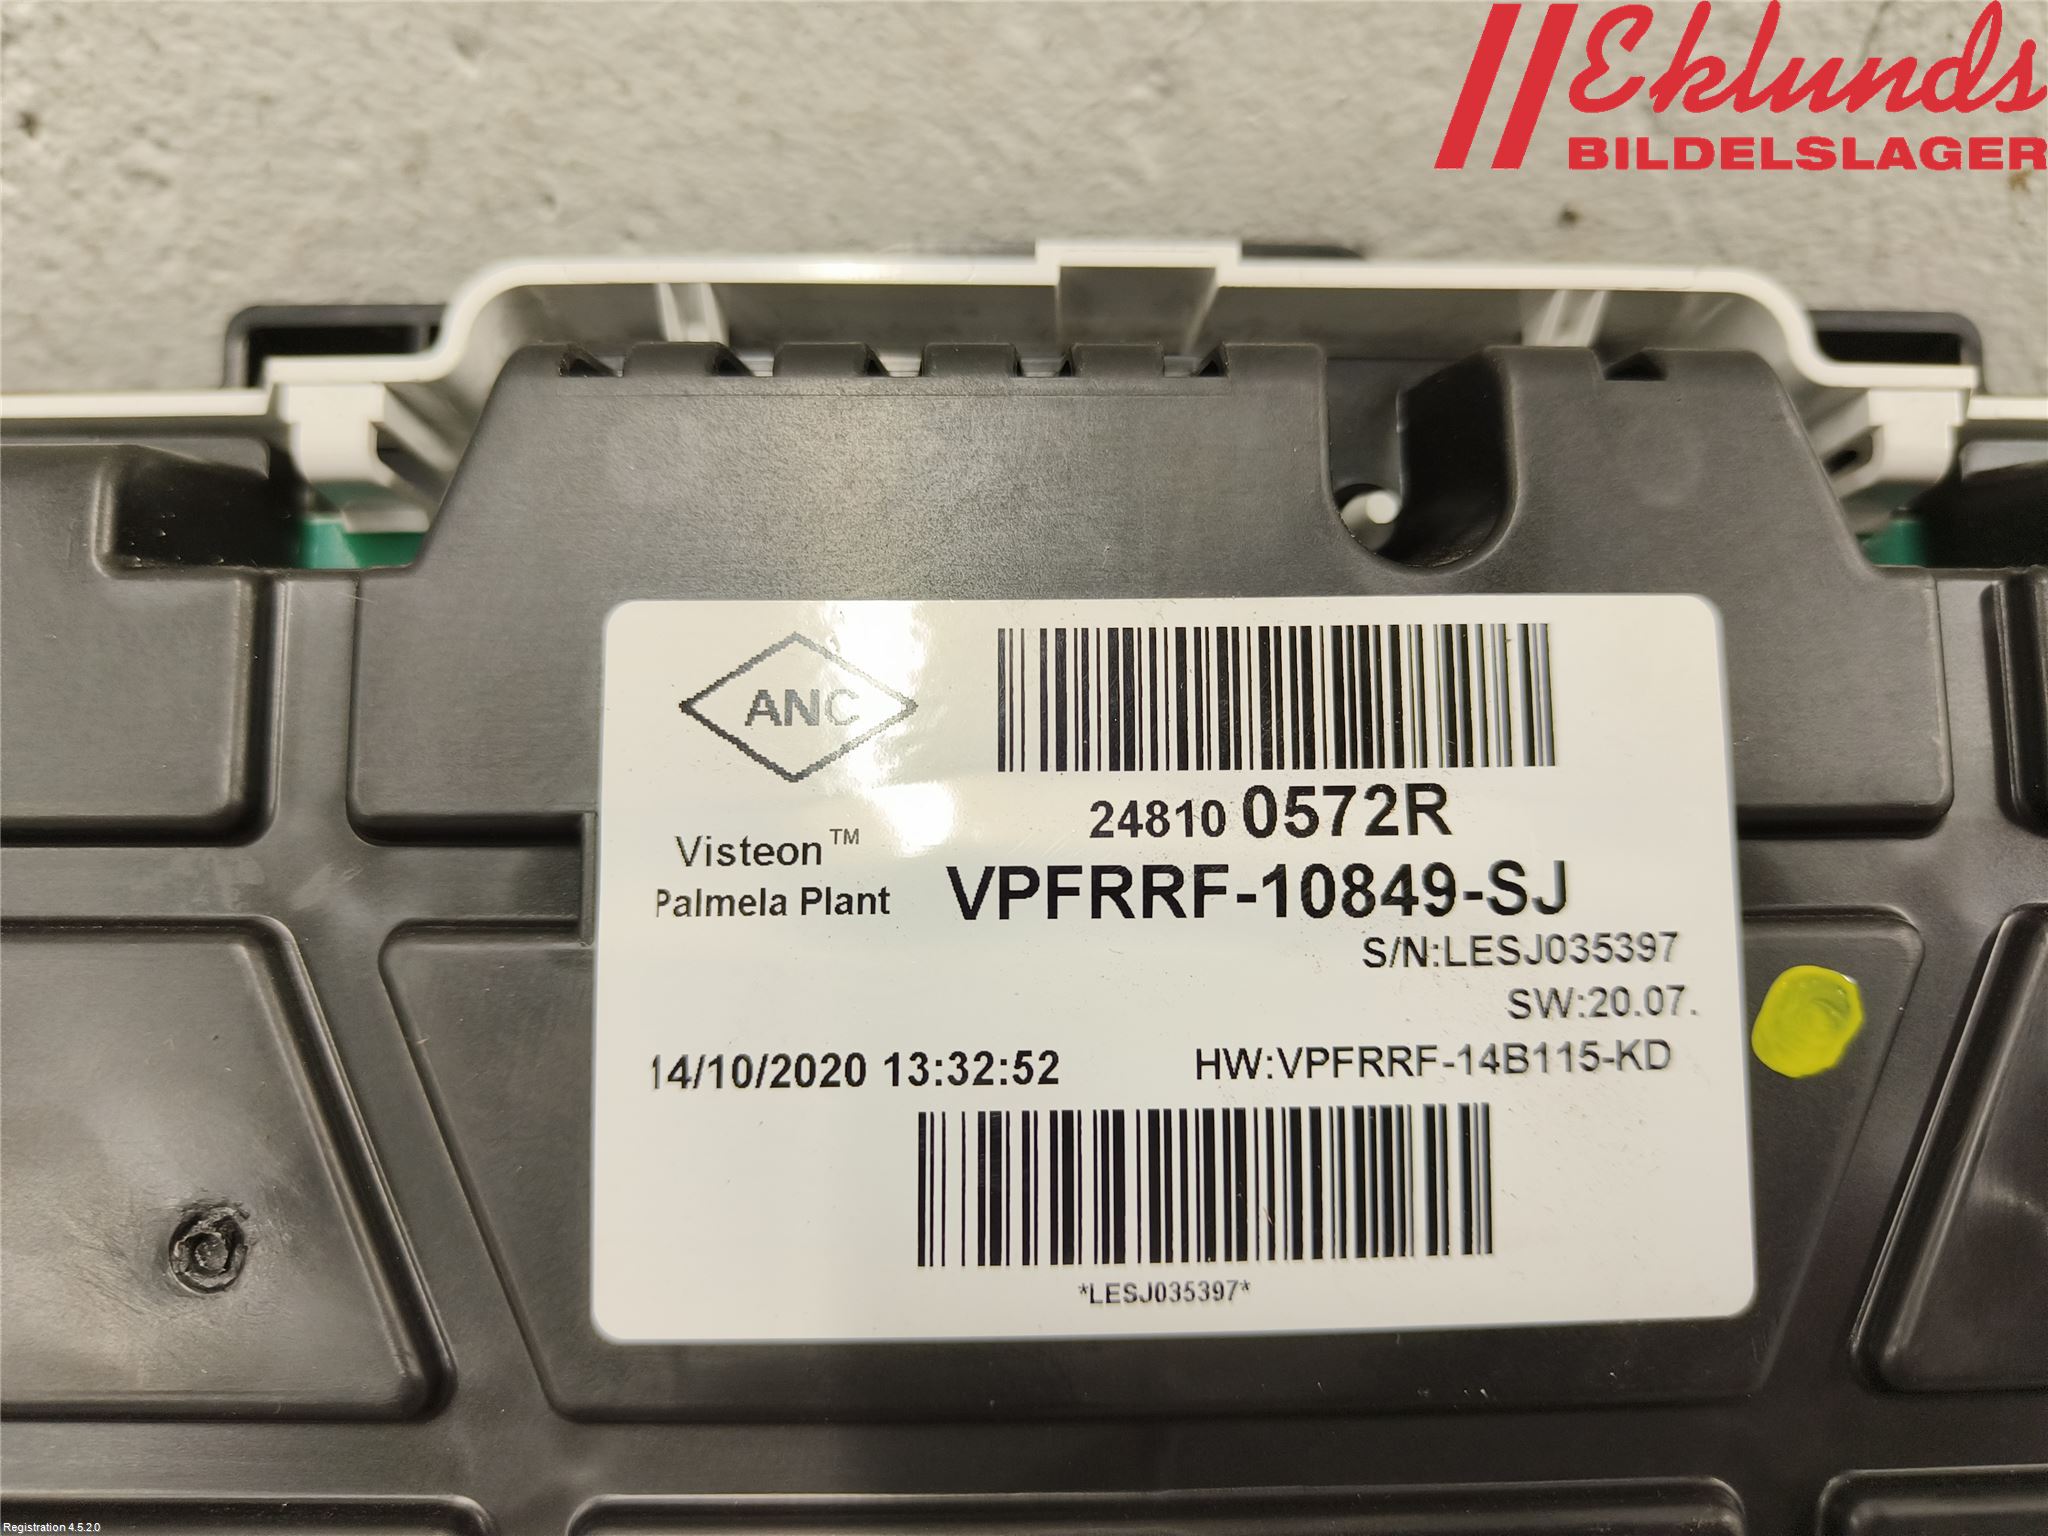 Eklunds
BILDELSLAGER
ANC
24810 0572R
Visteon™
Palmela Plant
VPFRRF-10849-SJ
S/N:LESJ035397
SW:20.07.
14/10/2020 13:32:52
HW:VPFRRF-14B115-KD
*LESJ035397*
Registration 4.5.2.0